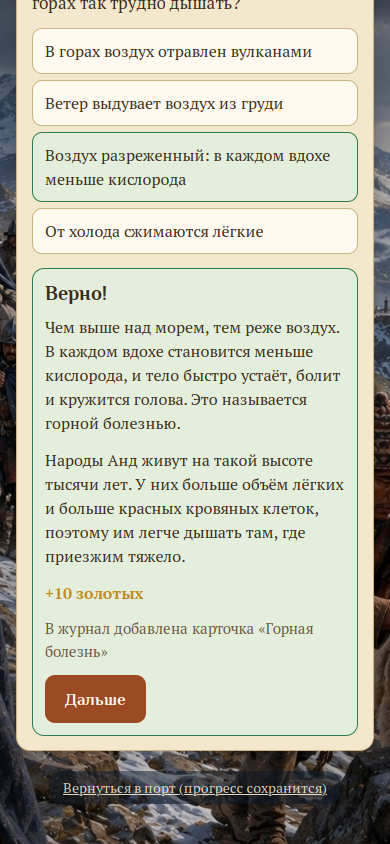 горах так трудно дышать?
В горах воздух отравлен вулканами
Ветер выдувает воздух из груди
Воздух разреженный: в каждом вдохе
меньше кислорода
От холода сжимаются лёгкие
Верно!
Чем выше над морем, тем реже воздух.
В каждом вдохе становится меньше
кислорода, и тело быстро устаёт, болит
и кружится голова. Это называется
горной болезнью.
Народы Анд живут на такой высоте
тысячи лет. У них больше объём лёгких
и больше красных кровяных клеток,
поэтому им легче дышать там, где
приезжим тяжело.
+10 золотых
В журнал добавлена карточка «Горная
болезнь»
Дальше
Вернуться в порт (прогресс сохранится)